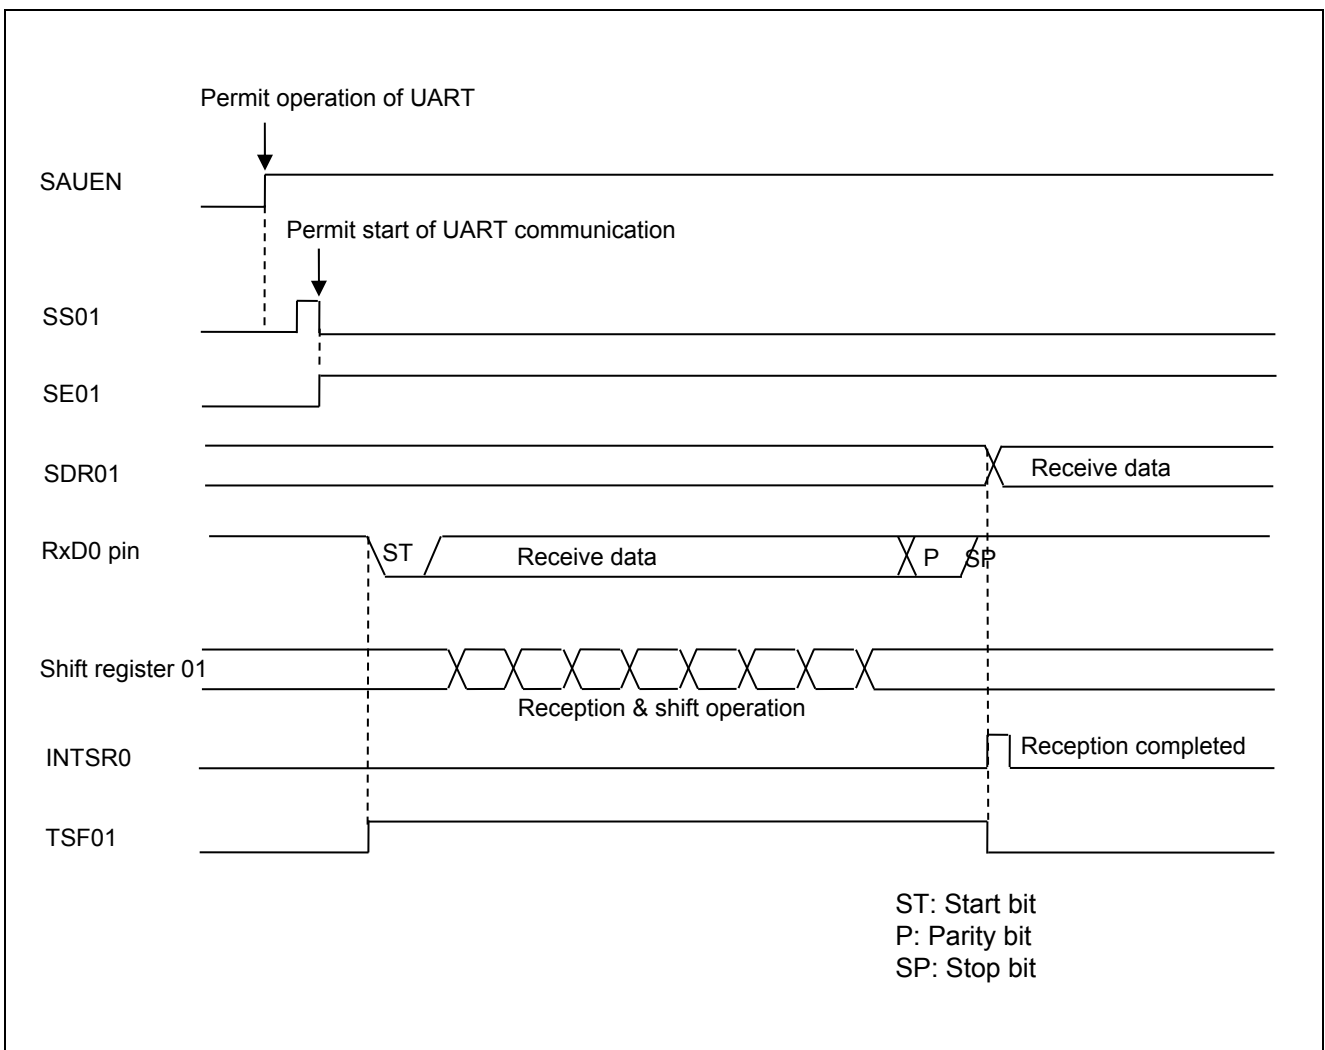 Permit operation of UART
SAUEN
Permit start of UART communication
SS01
SE01
SDR01
Receive data
RxD0 pin
ST
Receive data
P
SP
Shift register 01
Reception & shift operation
INTSR0
Reception completed
TSF01
ST: Start bit
P: Parity bit
SP: Stop bit